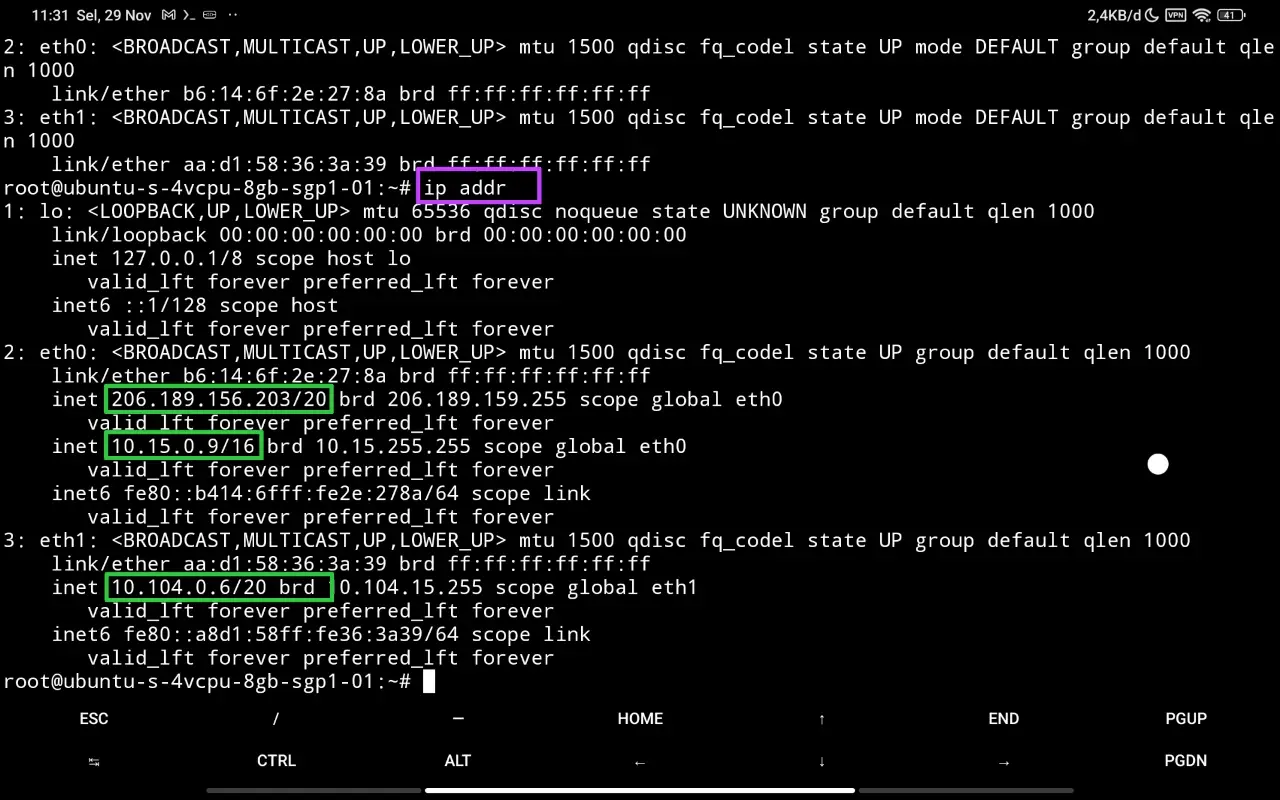 11:31 Sel, 29 Nov
2,4KB/d VPN 41
2: eth0: <BROADCAST,MULTICAST,UP,LOWER_UP> mtu 1500 qdisc fq_codel state UP mode DEFAULT group default qle
n 1000
    link/ether b6:14:6f:2e:27:8a brd ff:ff:ff:ff:ff:ff
3: eth1: <BROADCAST,MULTICAST,UP,LOWER_UP> mtu 1500 qdisc fq_codel state UP mode DEFAULT group default qle
n 1000
    link/ether aa:d1:58:36:3a:39 brd ff:ff:ff:ff:ff:ff
root@ubuntu-s-4vcpu-8gb-sgp1-01:~# ip addr
1: lo: <LOOPBACK,UP,LOWER_UP> mtu 65536 qdisc noqueue state UNKNOWN group default qlen 1000
    link/loopback 00:00:00:00:00:00 brd 00:00:00:00:00:00
    inet 127.0.0.1/8 scope host lo
       valid_lft forever preferred_lft forever
    inet6 ::1/128 scope host
       valid_lft forever preferred_lft forever
2: eth0: <BROADCAST,MULTICAST,UP,LOWER_UP> mtu 1500 qdisc fq_codel state UP group default qlen 1000
    link/ether b6:14:6f:2e:27:8a brd ff:ff:ff:ff:ff:ff
    inet 206.189.156.203/20 brd 206.189.159.255 scope global eth0
       valid_lft forever preferred_lft forever
    inet 10.15.0.9/16 brd 10.15.255.255 scope global eth0
       valid_lft forever preferred_lft forever
    inet6 fe80::b414:6fff:fe2e:278a/64 scope link
       valid_lft forever preferred_lft forever
3: eth1: <BROADCAST,MULTICAST,UP,LOWER_UP> mtu 1500 qdisc fq_codel state UP group default qlen 1000
    link/ether aa:d1:58:36:3a:39 brd ff:ff:ff:ff:ff:ff
    inet 10.104.0.6/20 brd 10.104.15.255 scope global eth1
       valid_lft forever preferred_lft forever
    inet6 fe80::a8d1:58ff:fe36:3a39/64 scope link
       valid_lft forever preferred_lft forever
root@ubuntu-s-4vcpu-8gb-sgp1-01:~#
ESC / — HOME ↑ END PGUP
↹ CTRL ALT ← ↓ → PGDN